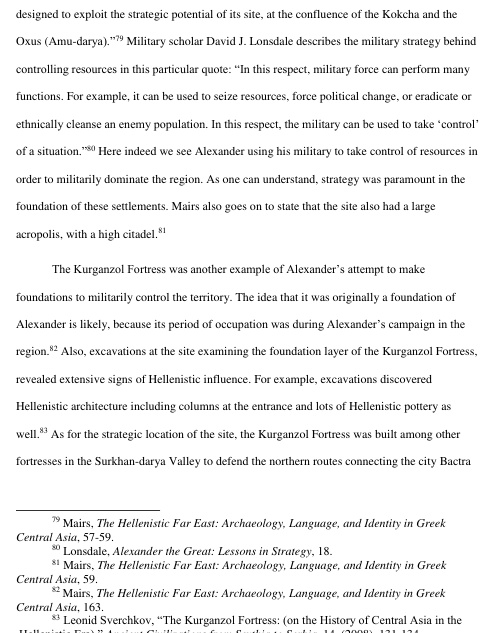 designed to exploit the strategic potential of its site, at the confluence of the Kokcha and the
Oxus (Amu-darya).”79 Military scholar David J. Lonsdale describes the military strategy behind
controlling resources in this particular quote: “In this respect, military force can perform many
functions. For example, it can be used to seize resources, force political change, or eradicate or
ethnically cleanse an enemy population. In this respect, the military can be used to take ‘control’
of a situation.”80 Here indeed we see Alexander using his military to take control of resources in
order to militarily dominate the region. As one can understand, strategy was paramount in the
foundation of these settlements. Mairs also goes on to state that the site also had a large
acropolis, with a high citadel.81
The Kurganzol Fortress was another example of Alexander’s attempt to make
foundations to militarily control the territory. The idea that it was originally a foundation of
Alexander is likely, because its period of occupation was during Alexander’s campaign in the
region.82 Also, excavations at the site examining the foundation layer of the Kurganzol Fortress,
revealed extensive signs of Hellenistic influence. For example, excavations discovered
Hellenistic architecture including columns at the entrance and lots of Hellenistic pottery as
well.83 As for the strategic location of the site, the Kurganzol Fortress was built among other
fortresses in the Surkhan-darya Valley to defend the northern routes connecting the city Bactra
79 Mairs, The Hellenistic Far East: Archaeology, Language, and Identity in Greek
Central Asia, 57-59.
80 Lonsdale, Alexander the Great: Lessons in Strategy, 18.
81 Mairs, The Hellenistic Far East: Archaeology, Language, and Identity in Greek
Central Asia, 59.
82 Mairs, The Hellenistic Far East: Archaeology, Language, and Identity in Greek
Central Asia, 163.
83 Leonid Sverchkov, “The Kurganzol Fortress: (on the History of Central Asia in the